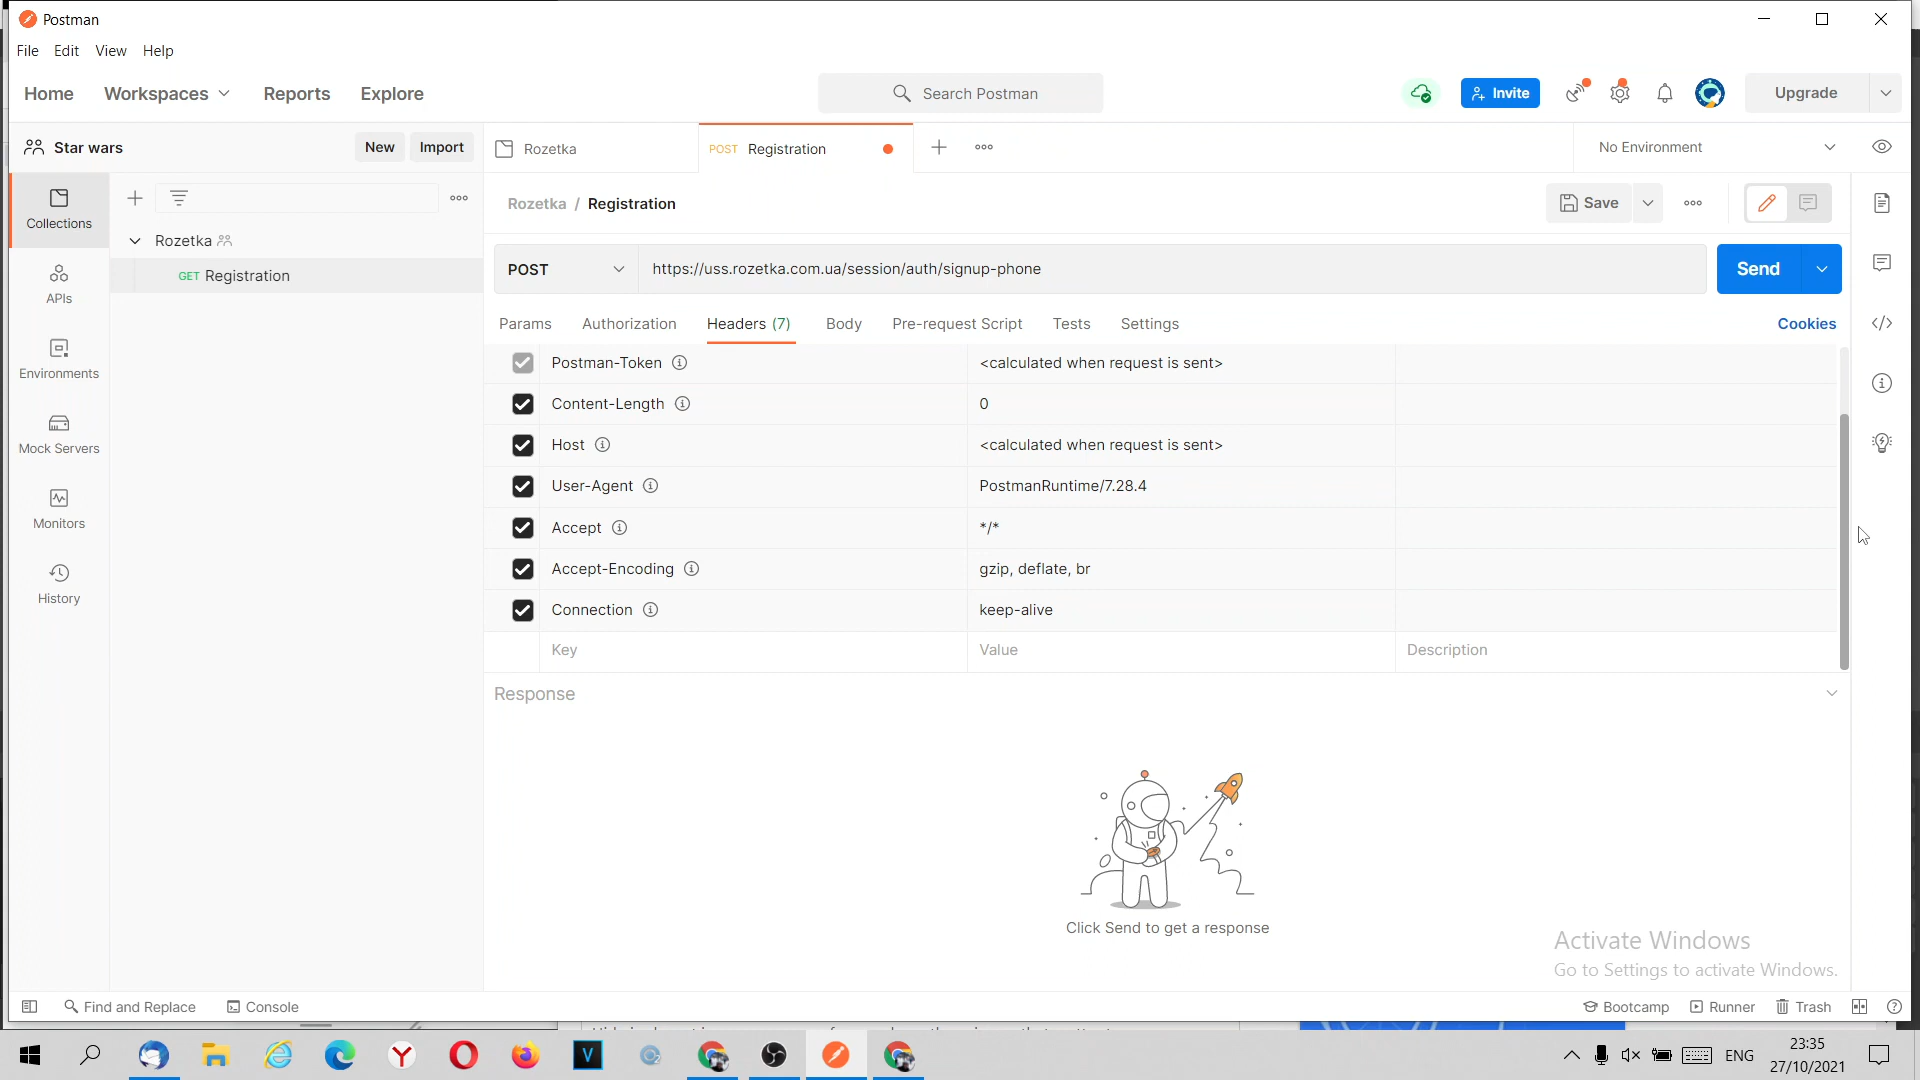 Postman
File Edit View Help
Home Workspaces Reports Explore Search Postman Invite Upgrade
Star wars New Import Rozetka POST Registration No Environment
Rozetka / Registration Save
Collections
Rozetka
GET Registration
POST https://uss.rozetka.com.ua/session/auth/signup-phone Send
APIs
Params Authorization Headers (7) Body Pre-request Script Tests Settings Cookies
Environments
Mock Servers
Monitors
History
Postman-Token <calculated when request is sent>
Content-Length 0
Host <calculated when request is sent>
User-Agent PostmanRuntime/7.28.4
Accept */*
Accept-Encoding gzip, deflate, br
Connection keep-alive
Key Value Description
Response
Click Send to get a response
Activate Windows
Go to Settings to activate Windows.
Find and Replace Console Bootcamp Runner Trash
ENG
23:35
27/10/2021